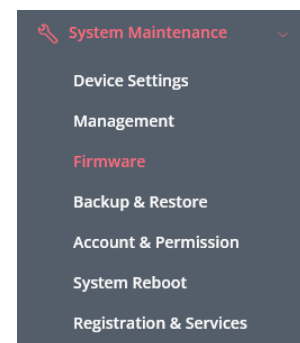 System Maintenance
Device Settings
Management
Firmware
Backup & Restore
Account & Permission
System Reboot
Registration & Services